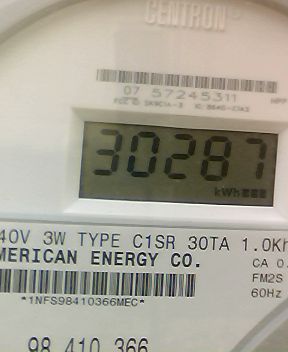 CENTRON
07 57245311
30287
kWh
40V 3W TYPE C1SR 30TA 1.0Kh
MERICAN ENERGY CO.
CA 0.
FM2S
60Hz
*1NFS98410366MEC*
98 410 366